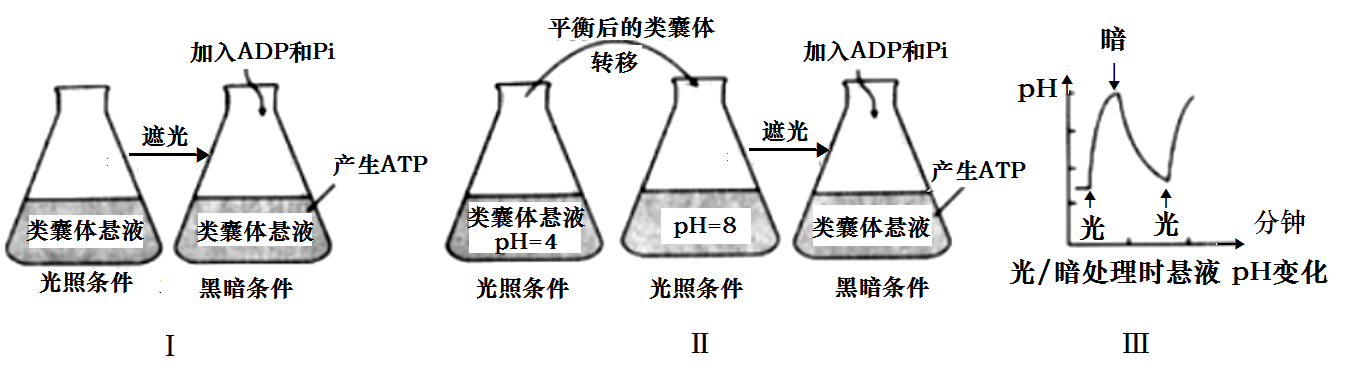 加入ADP和Pi
遮光
产生ATP
类囊体悬液
类囊体悬液
光照条件
黑暗条件
Ⅰ
平衡后的类囊体
转移
加入ADP和Pi
遮光
产生ATP
类囊体悬液
pH=4
pH=8
类囊体悬液
光照条件
光照条件
黑暗条件
Ⅱ
暗
pH
光
光
分钟
光/暗处理时悬液 pH变化
Ⅲ